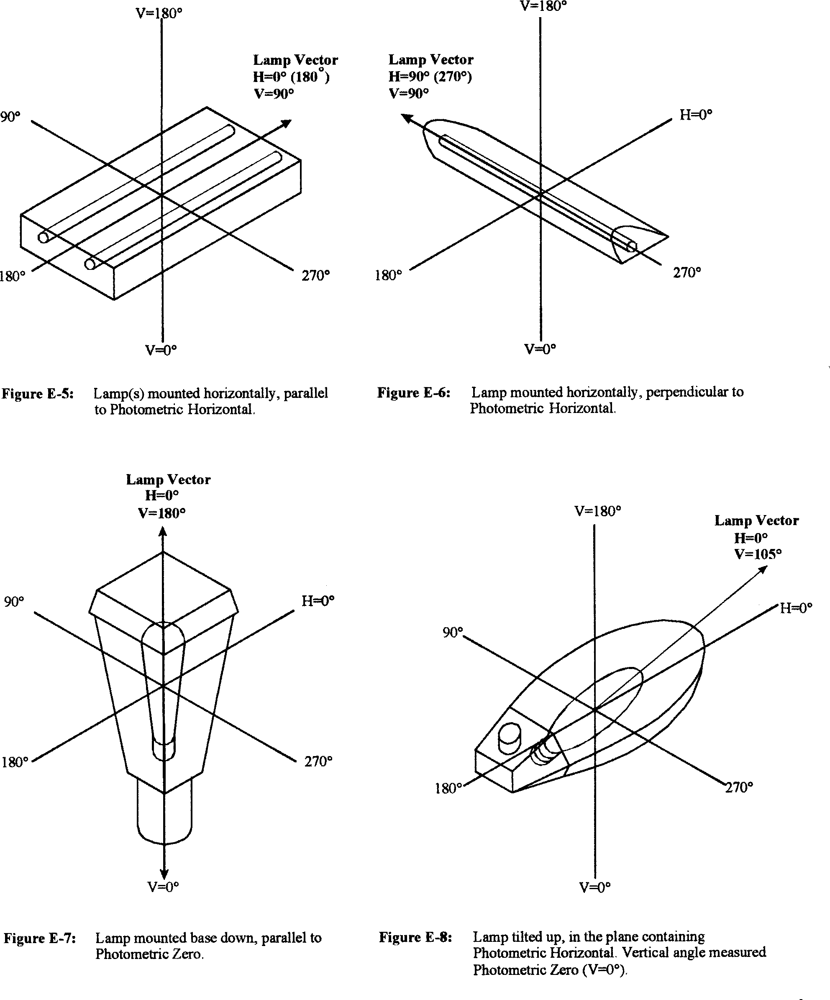 V=180°
Lamp Vector
H=0° (180°)
V=90°
90°
180°
270°
V=0°
Figure E-5: Lamp(s) mounted horizontally, parallel
to Photometric Horizontal.
V=180°
Lamp Vector
H=90° (270°)
V=90°
H=0°
180°
270°
V=0°
Figure E-6: Lamp mounted horizontally, perpendicular to
Photometric Horizontal.
Lamp Vector
H=0°
V=180°
90°
H=0°
180°
270°
V=0°
Figure E-7: Lamp mounted base down, parallel to
Photometric Zero.
V=180°
Lamp Vector
H=0°
V=105°
H=0°
90°
180°
270°
V=0°
Figure E-8: Lamp tilted up, in the plane containing
Photometric Horizontal. Vertical angle measured
Photometric Zero (V=0°).